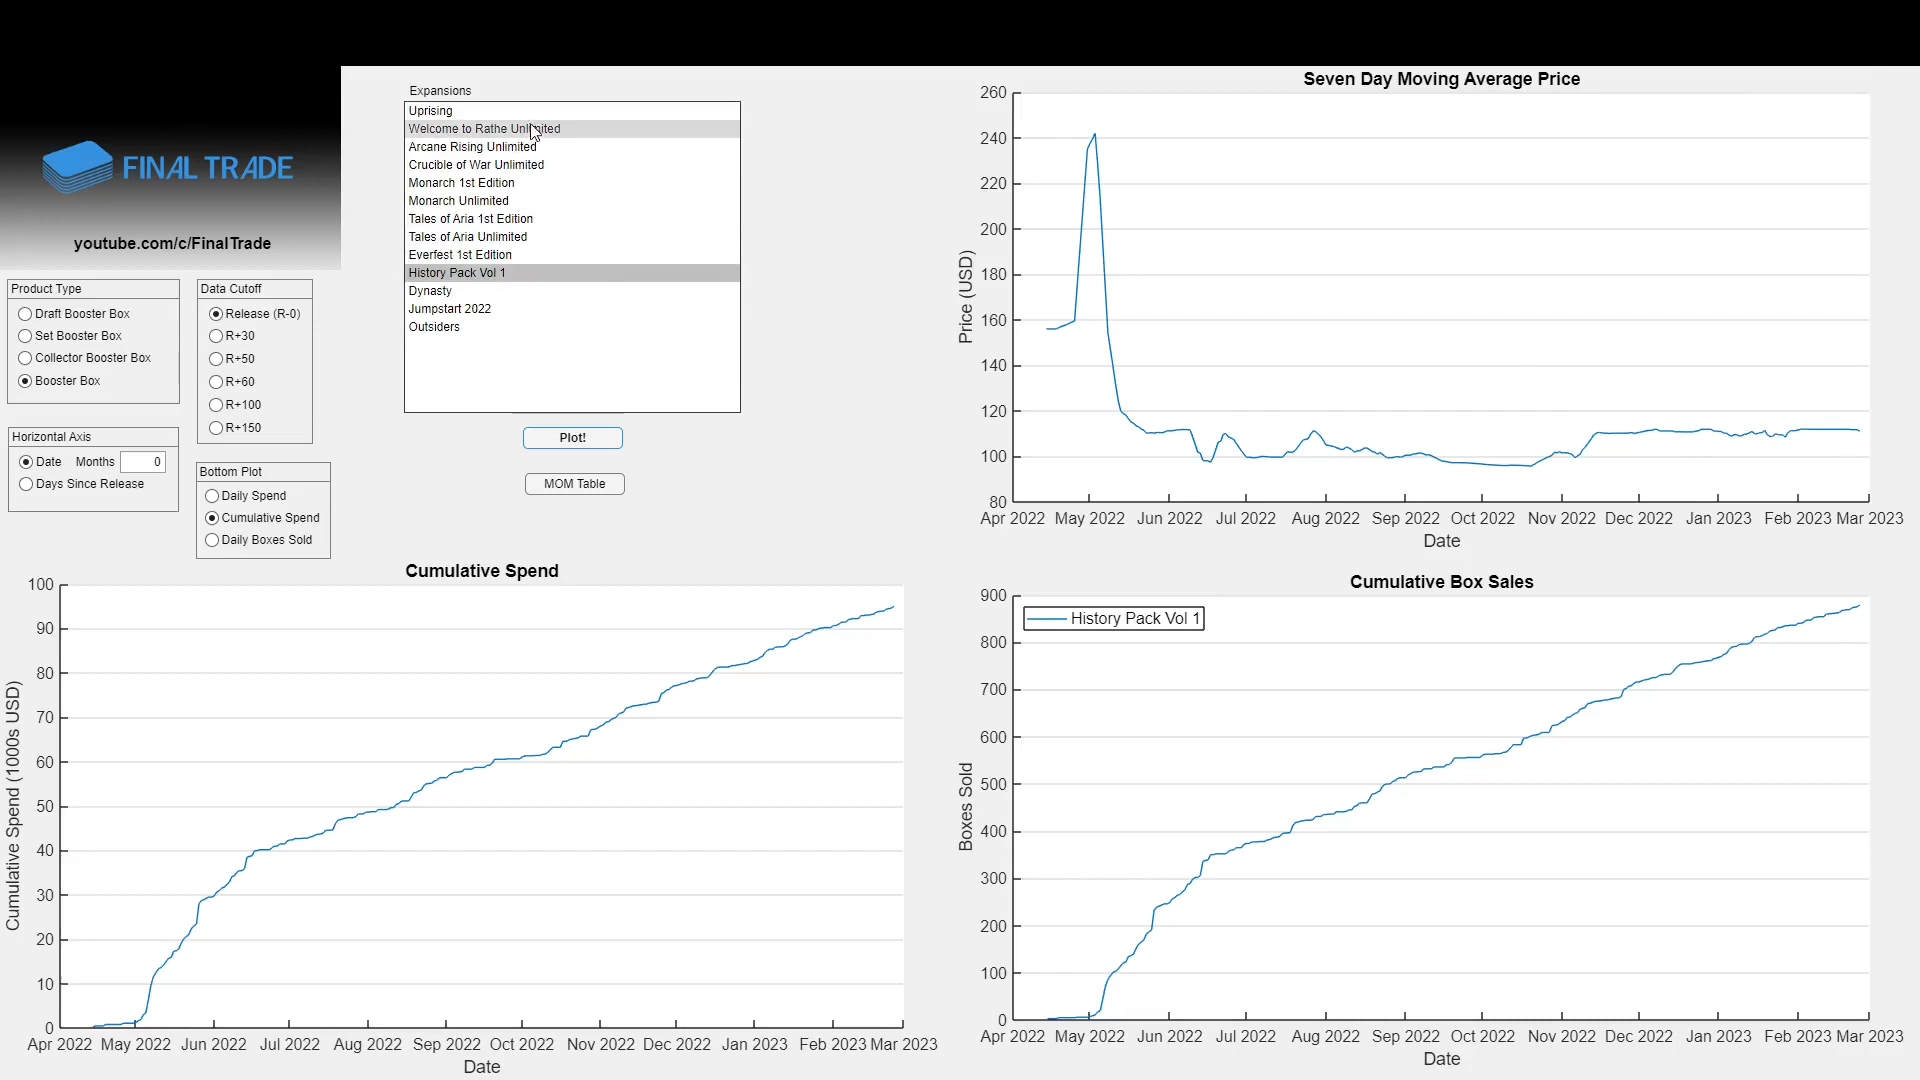 FINAL TRADE
youtube.com/c/FinalTrade
Expansions
Uprising
Welcome to Rathe Unlimited
Arcane Rising Unlimited
Crucible of War Unlimited
Monarch 1st Edition
Monarch Unlimited
Tales of Aria 1st Edition
Tales of Aria Unlimited
Everfest 1st Edition
History Pack Vol 1
Dynasty
Jumpstart 2022
Outsiders
Plot!
MOM Table
Product Type
Draft Booster Box
Set Booster Box
Collector Booster Box
Booster Box
Data Cutoff
Release (R-0)
R+30
R+50
R+60
R+100
R+150
Horizontal Axis
Date Months 0
Days Since Release
Bottom Plot
Daily Spend
Cumulative Spend
Daily Boxes Sold
Seven Day Moving Average Price
Price (USD)
260
240
220
200
180
160
140
120
100
80
Apr 2022 May 2022 Jun 2022 Jul 2022 Aug 2022 Sep 2022 Oct 2022 Nov 2022 Dec 2022 Jan 2023 Feb 2023 Mar 2023
Date
Cumulative Spend
Cumulative Spend (1000s USD)
100
90
80
70
60
50
40
30
20
10
0
Apr 2022 May 2022 Jun 2022 Jul 2022 Aug 2022 Sep 2022 Oct 2022 Nov 2022 Dec 2022 Jan 2023 Feb 2023 Mar 2023
Date
Cumulative Box Sales
History Pack Vol 1
Boxes Sold
900
800
700
600
500
400
300
200
100
0
Apr 2022 May 2022 Jun 2022 Jul 2022 Aug 2022 Sep 2022 Oct 2022 Nov 2022 Dec 2022 Jan 2023 Feb 2023 Mar 2023
Date